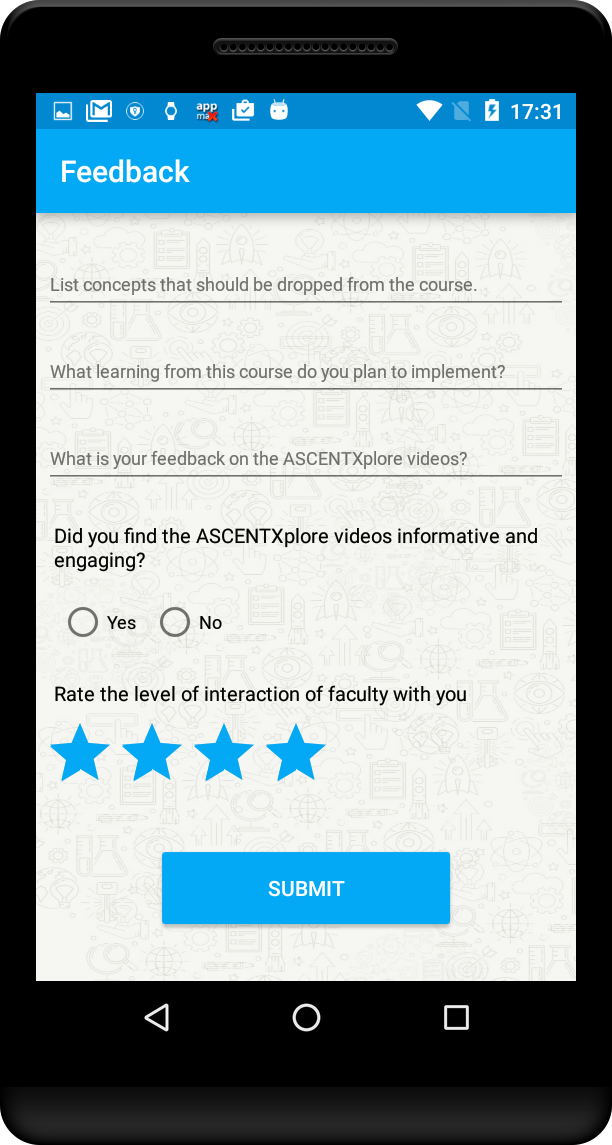 app
max
17:31
Feedback
List concepts that should be dropped from the course.
What learning from this course do you plan to implement?
What is your feedback on the ASCENTXplore videos?
Did you find the ASCENTXplore videos informative and
engaging?
Yes No
Rate the level of interaction of faculty with you
SUBMIT